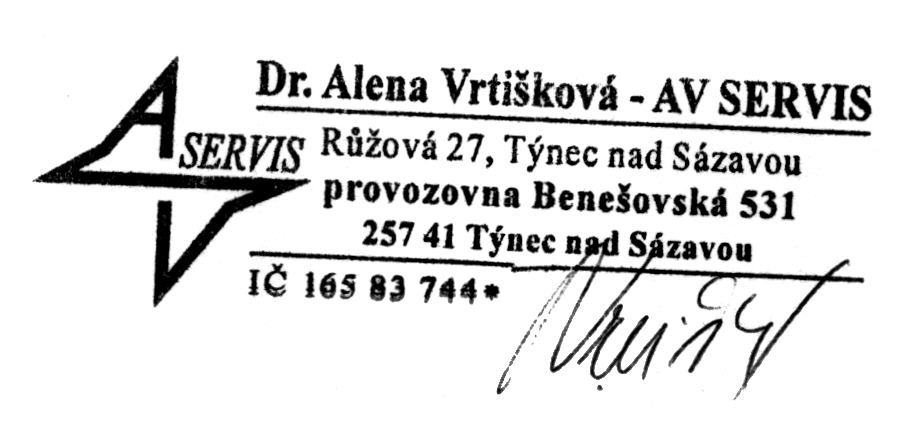 Dr. Alena Vrtišková - AV SERVIS
A SERVIS V
Růžová 27, Týnec nad Sázavou
provozovna Benešovská 531
257 41 Týnec nad Sázavou
IČ 165 83 744*